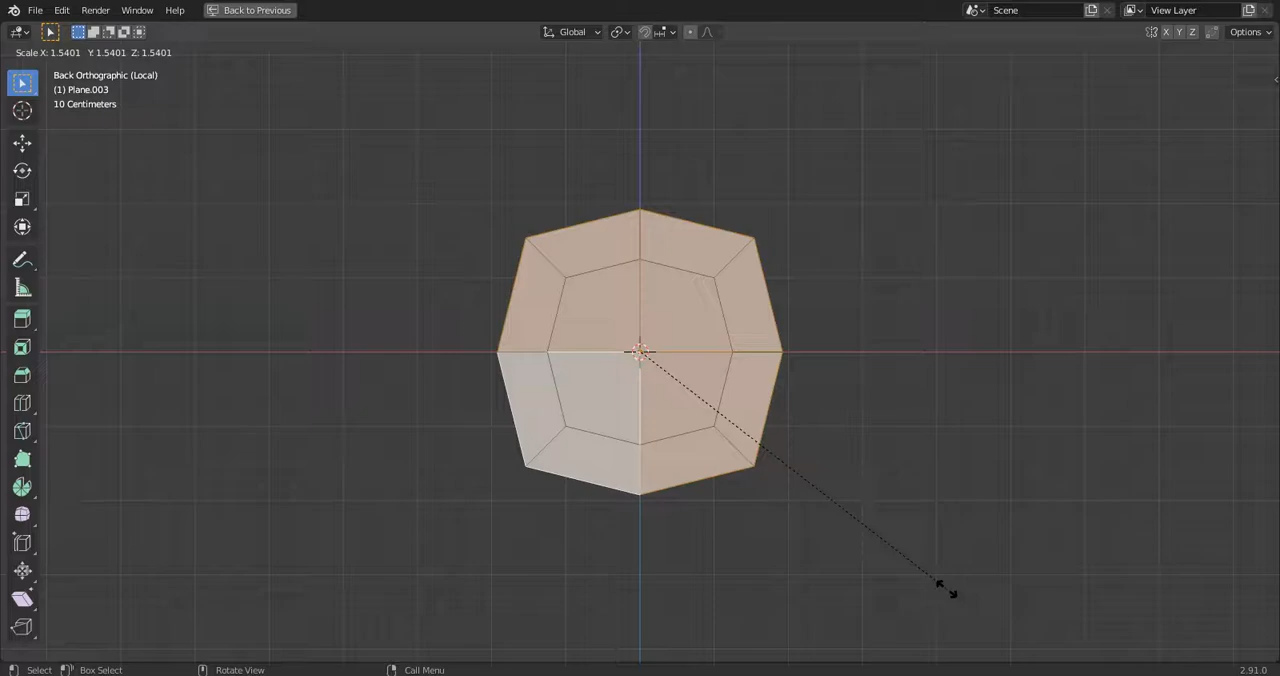 File Edit Render Window Help Back to Previous Scene View Layer
Global X Y Z Options
Scale X: 1.5401 Y: 1.5401 Z: 1.5401
Back Orthographic (Local)
(1) Plane.003
10 Centimeters
Select Box Select Rotate View Call Menu 2.91.0